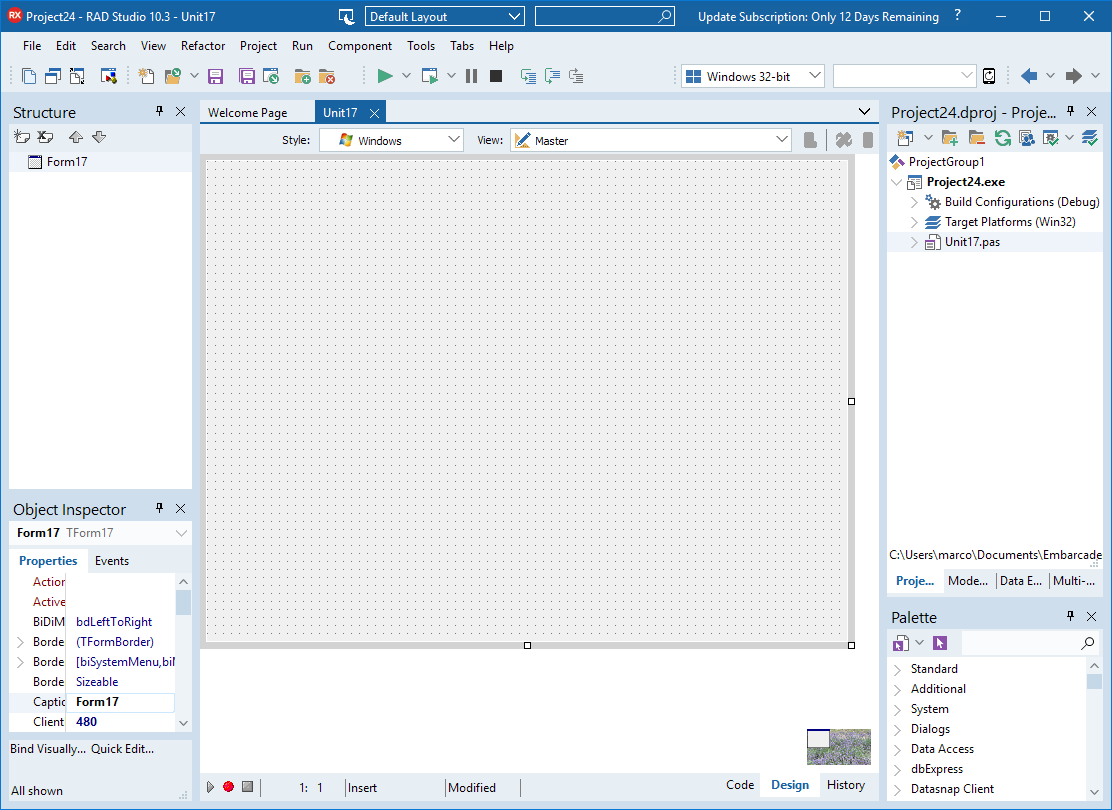 RX Project24 - RAD Studio 10.3 - Unit17
Default Layout
Update Subscription: Only 12 Days Remaining ?
File Edit Search View Refactor Project Run Component Tools Tabs Help
Windows 32-bit
Structure
Form17
Welcome Page Unit17
Style: Windows View: Master
Project24.dproj - Proje...
ProjectGroup1
Project24.exe
Build Configurations (Debug)
Target Platforms (Win32)
Unit17.pas
C:\Users\marco\Documents\Embarcade
Proje... Mode... Data E... Multi-...
Object Inspector
Form17 TForm17
Properties Events
Action
Active
BiDiM bdLeftToRight
Borde (TFormBorder)
Borde [biSystemMenu,biM
Borde Sizeable
Captio Form17
Client 480
Bind Visually... Quick Edit...
All shown
1: 1 Insert Modified
Code Design History
Palette
Standard
Additional
System
Dialogs
Data Access
dbExpress
Datasnap Client